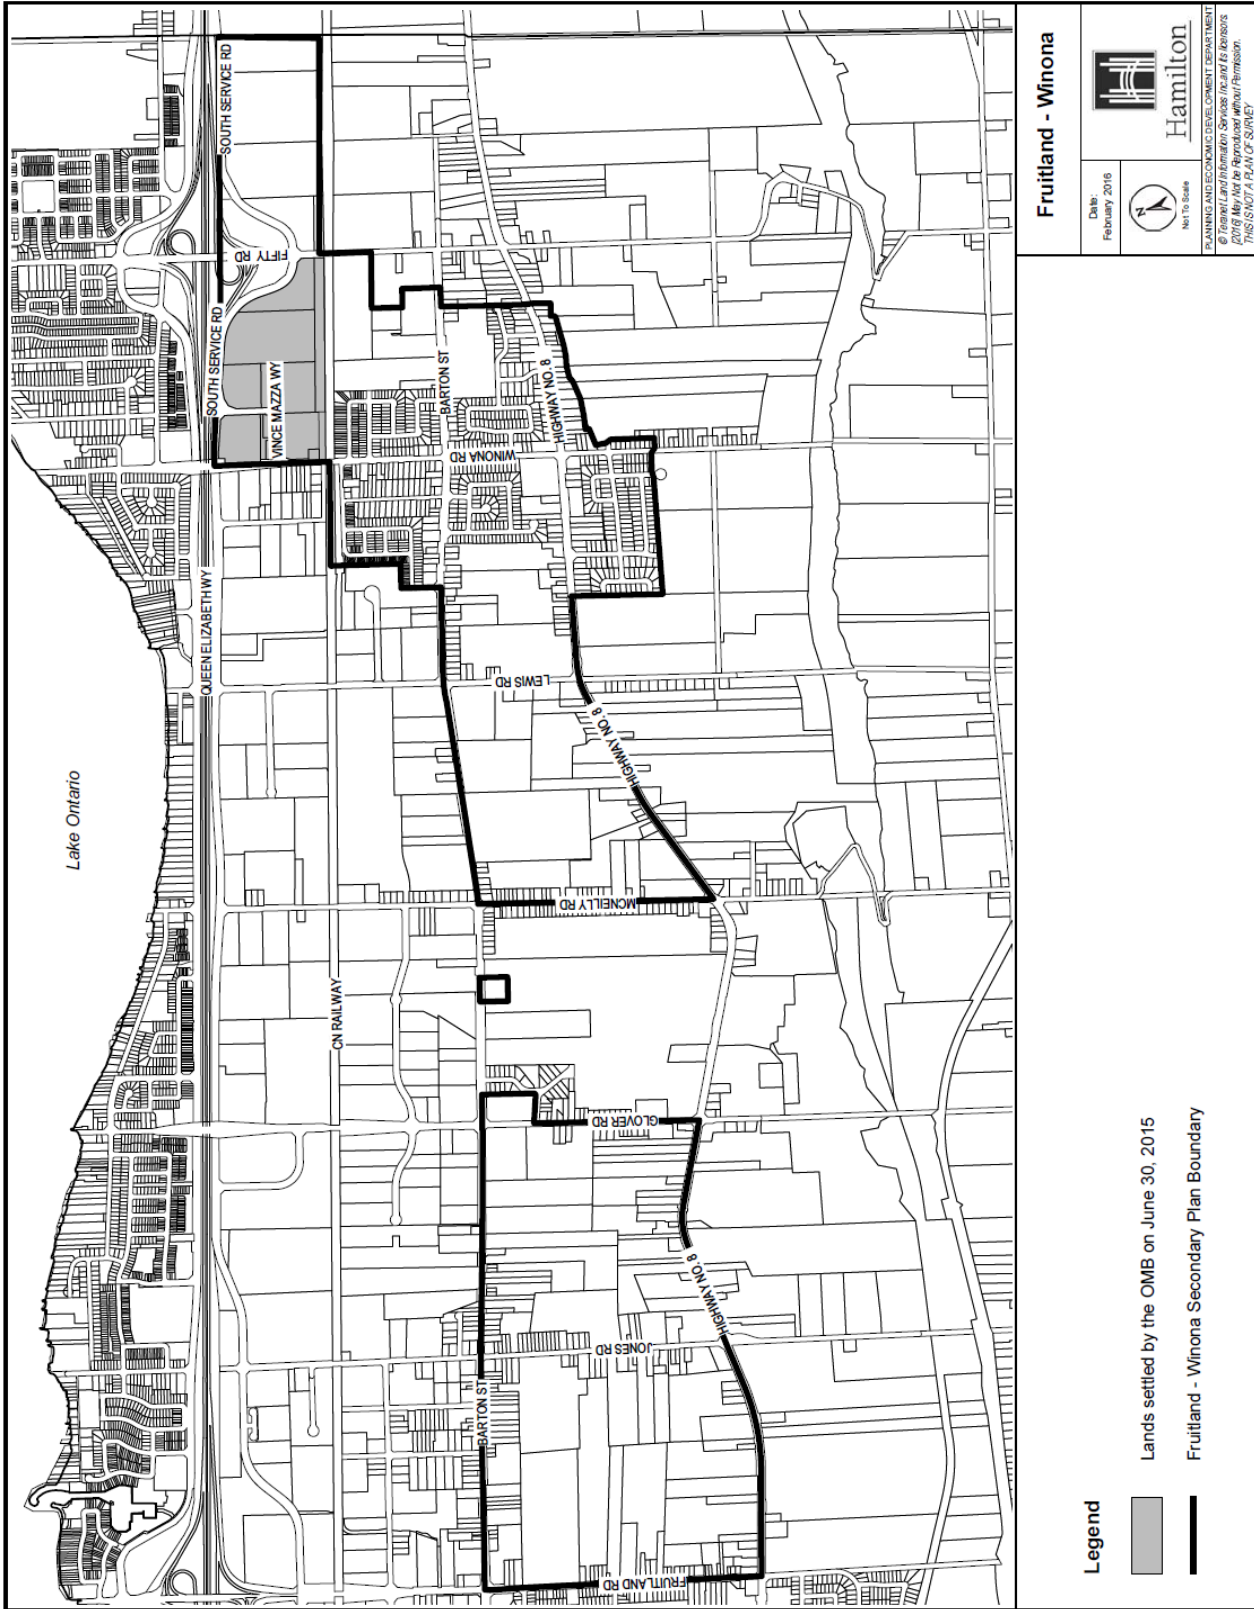 Lake Ontario
SOUTH SERVICE RD
FIFTY RD
SOUTH SERVICE RD
VINCE MAZZA WY
QUEEN ELIZABETH WY
BARTON ST
HIGHWAY NO. 8
WINONA RD
LEWIS RD
HIGHWAY NO. 8
MCNEILLY RD
CN RAILWAY
GLOVER RD
HIGHWAY NO. 8
JONES RD
BARTON ST
FRUITLAND RD
Legend
Lands settled by the OMB on June 30, 2015
Fruitland - Winona Secondary Plan Boundary
Fruitland - Winona
Date:
February 2016
N
Not To Scale
Hamilton
PLANNING AND ECONOMIC DEVELOPMENT DEPARTMENT
© Teranet Land Information Services Inc. and its licensors.
[2016] May Not be Reproduced without Permission.
THIS IS NOT A PLAN OF SURVEY